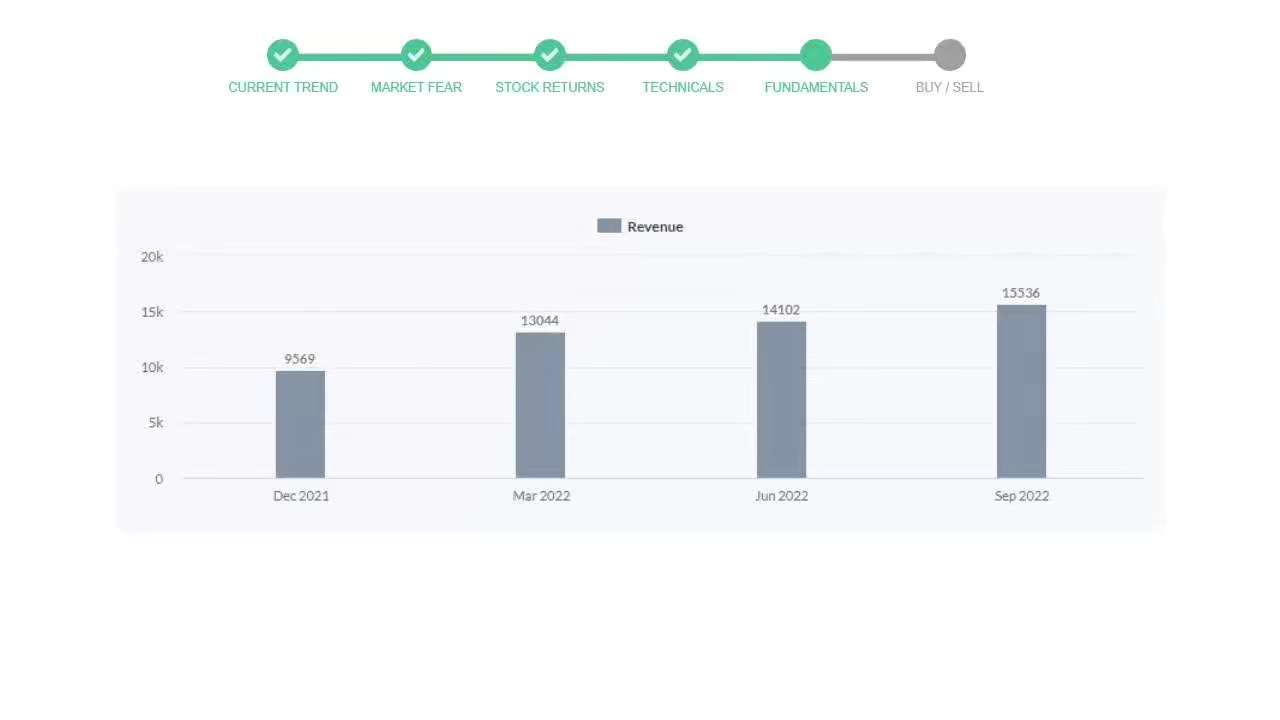 CURRENT TREND MARKET FEAR STOCK RETURNS TECHNICALS FUNDAMENTALS BUY / SELL
Revenue
20k
15536
14102
15k
13044
9569
10k
5k
0
Dec 2021 Mar 2022 Jun 2022 Sep 2022